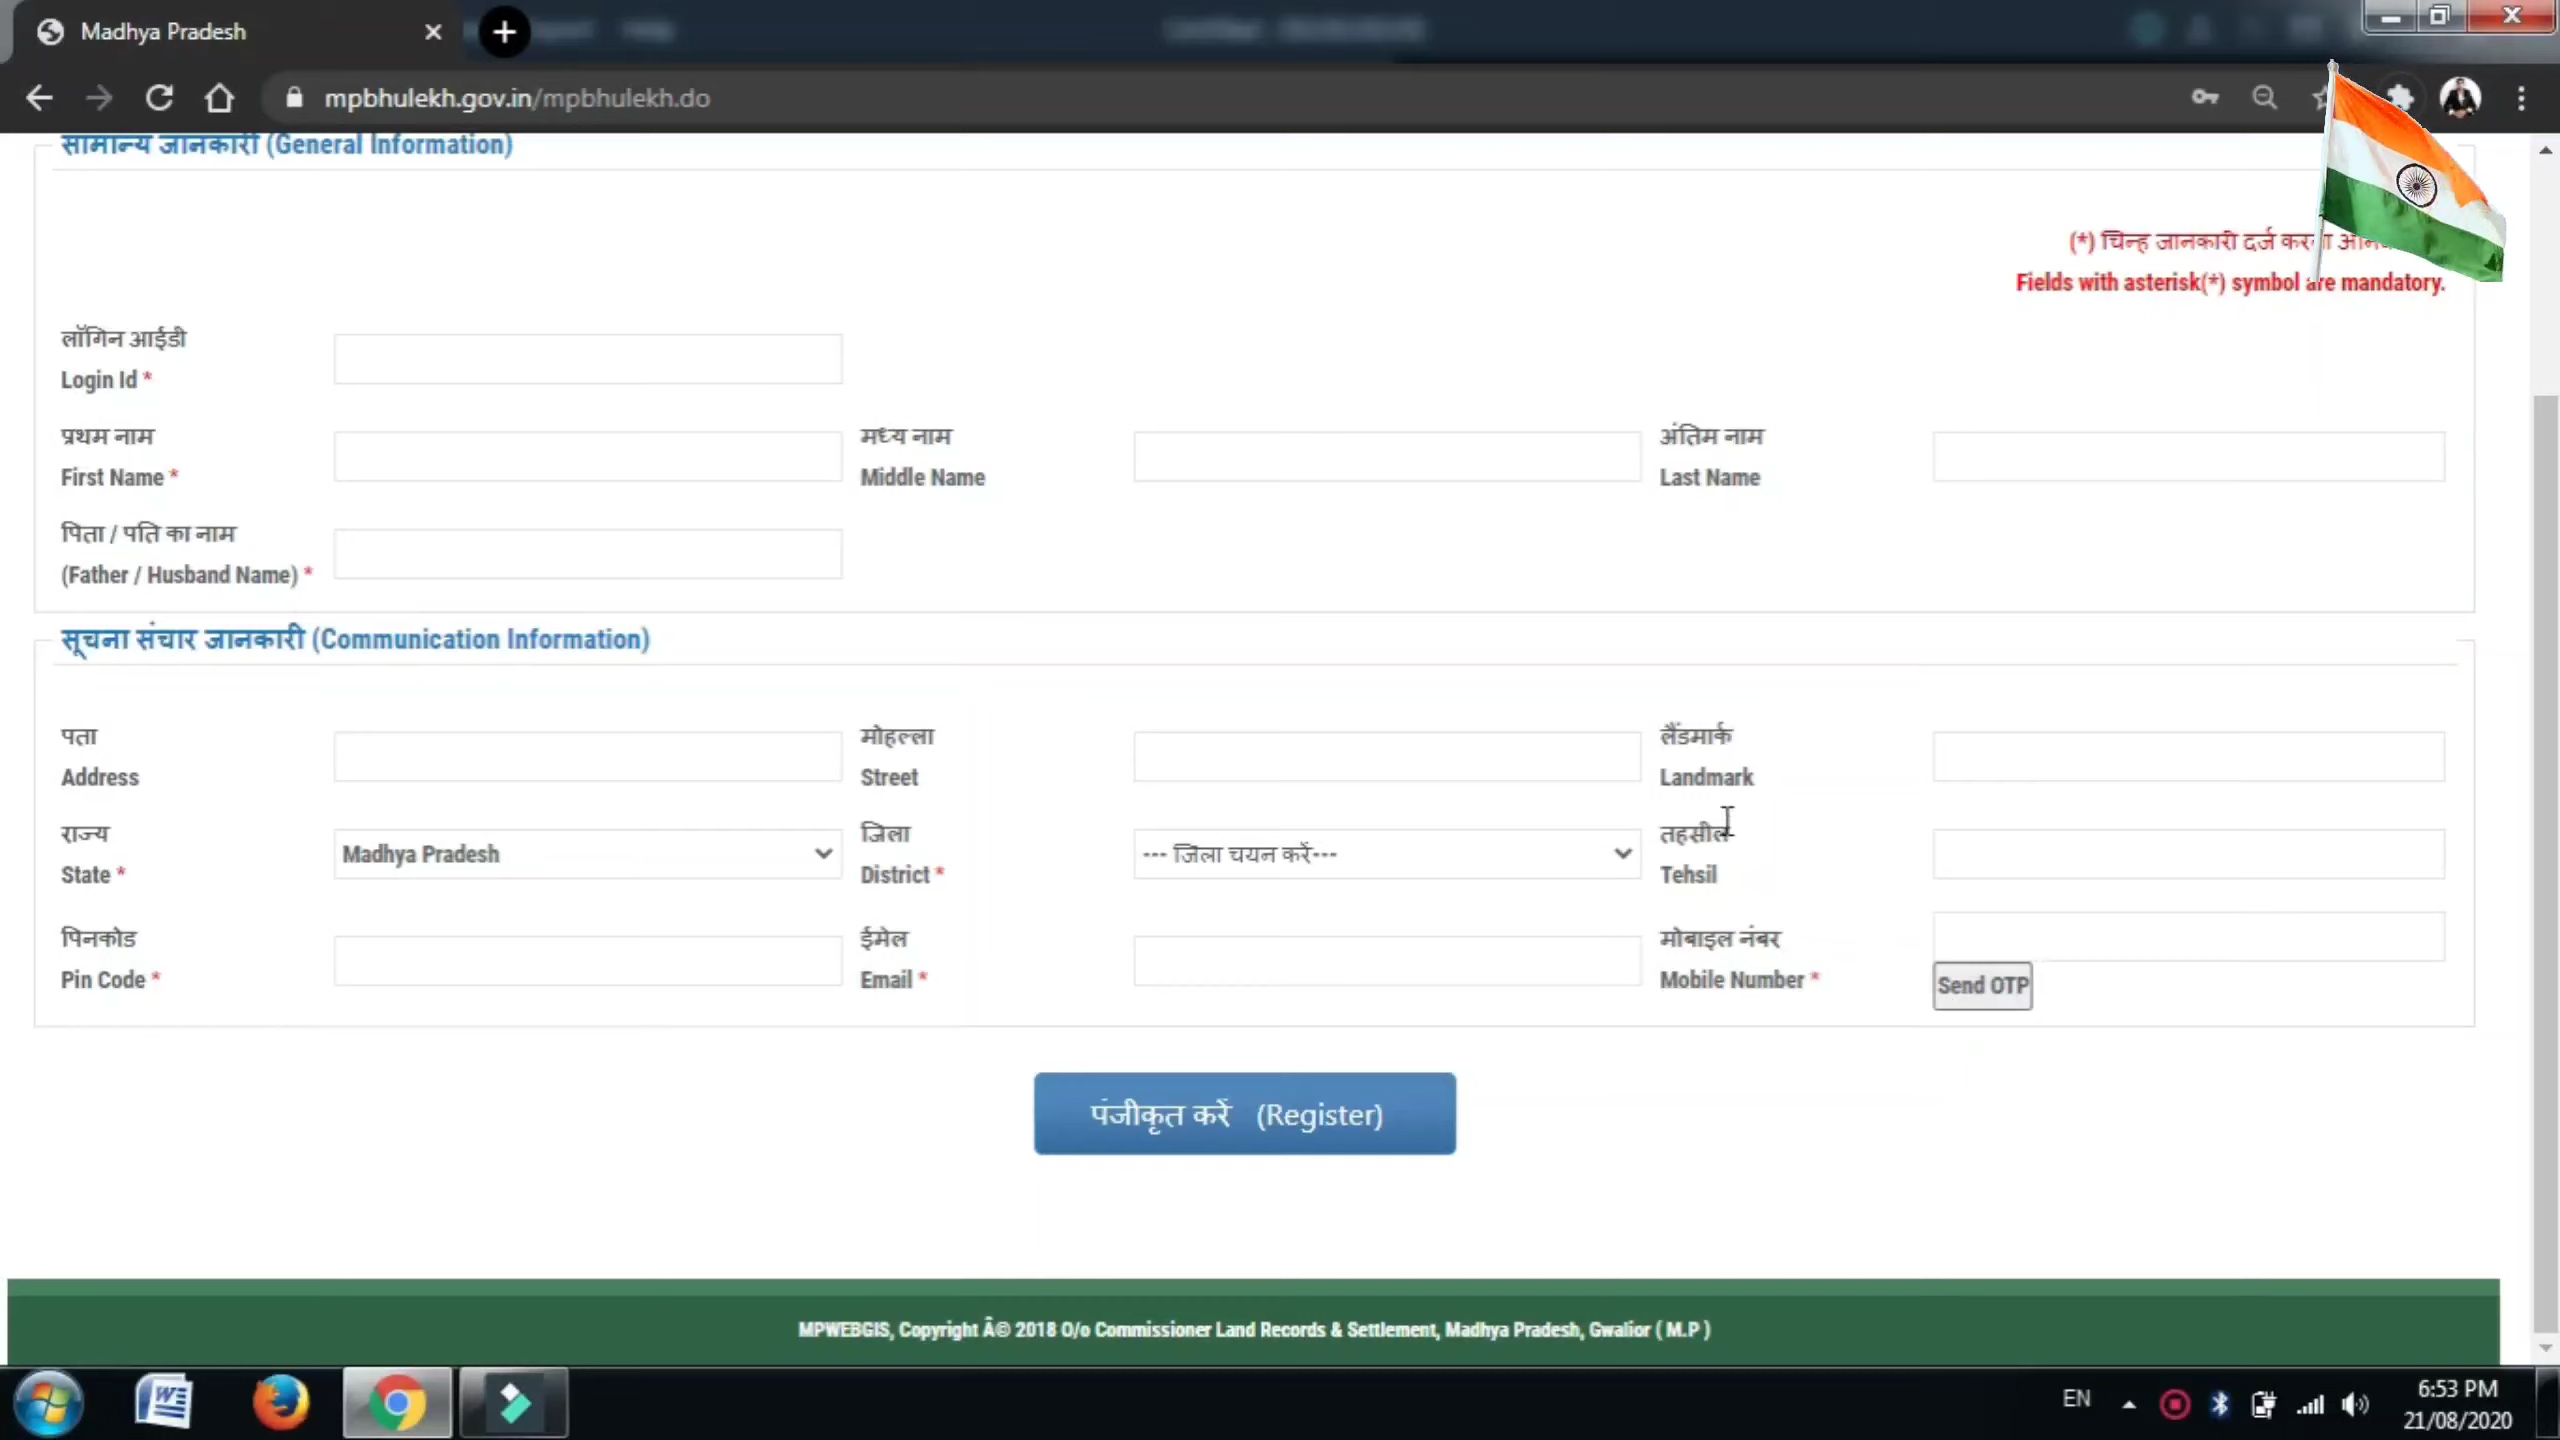 Madhya Pradesh
mpbhulekh.gov.in/mpbhulekh.do
सामान्य जानकारी (General Information)
(*) चिन्ह जानकारी दर्ज
Fields with asterisk(*) symbol are mandatory.
लॉगिन आईडी
Login Id *
प्रथम नाम
First Name *
मध्य नाम
Middle Name
अंतिम नाम
Last Name
पिता / पति का नाम
(Father / Husband Name) *
सूचना संचार जानकारी (Communication Information)
पता
Address
मोहल्ला
Street
लैंडमार्क
Landmark
राज्य
State *
Madhya Pradesh
जिला
District *
--- जिला चयन करें---
तहसील
Tehsil
पिनकोड
Pin Code *
ईमेल
Email *
मोबाइल नंबर
Mobile Number *
Send OTP
पंजीकृत करें (Register)
MPWEBGIS, Copyright Â© 2018 O/o Commissioner Land Records & Settlement, Madhya Pradesh, Gwalior ( M.P )
EN
6:53 PM
21/08/2020